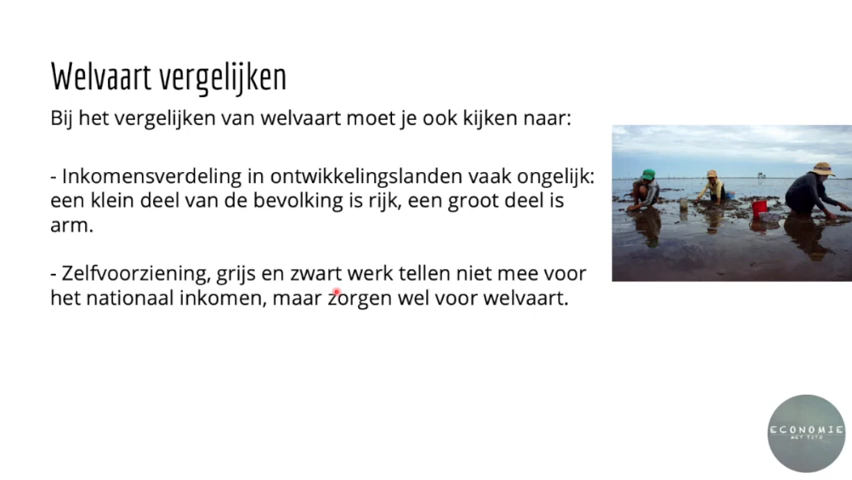 Welvaart vergelijken
Bij het vergelijken van welvaart moet je ook kijken naar:
- Inkomensverdeling in ontwikkelingslanden vaak ongelijk:
een klein deel van de bevolking is rijk, een groot deel is
arm.
- Zelfvoorziening, grijs en zwart werk tellen niet mee voor
het nationaal inkomen, maar zorgen wel voor welvaart.
ECONOMIE